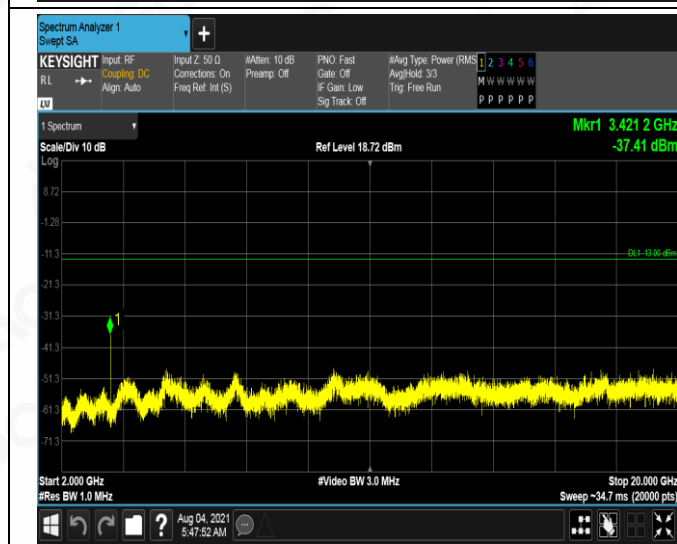 Spectrum Analyzer 1
Swept SA
+
KEYSIGHT
RL
LXI
Input: RF
Coupling: DC
Align: Auto
Input Z: 50 Ω
Corrections: On
Freq Ref: Int (S)
#Atten: 10 dB
Preamp: Off
PNO: Fast
Gate: Off
IF Gain: Low
Sig Track: Off
#Avg Type: Power (RMS
Avg|Hold: 3/3
Trig: Free Run
1 2 3 4 5 6
M W W W W W
P P P P P P
1 Spectrum
Mkr1 3.421 2 GHz
Scale/Div 10 dB
Ref Level 18.72 dBm
-37.41 dBm
Log
8.72
-1.28
-11.3
DL1 -13.00 dBm
-21.3
-31.3
1
-41.3
-51.3
-61.3
-71.3
Start 2.000 GHz
#Video BW 3.0 MHz
Stop 20.000 GHz
#Res BW 1.0 MHz
Sweep ~34.7 ms (20000 pts)
?
Aug 04, 2021
5:47:52 AM